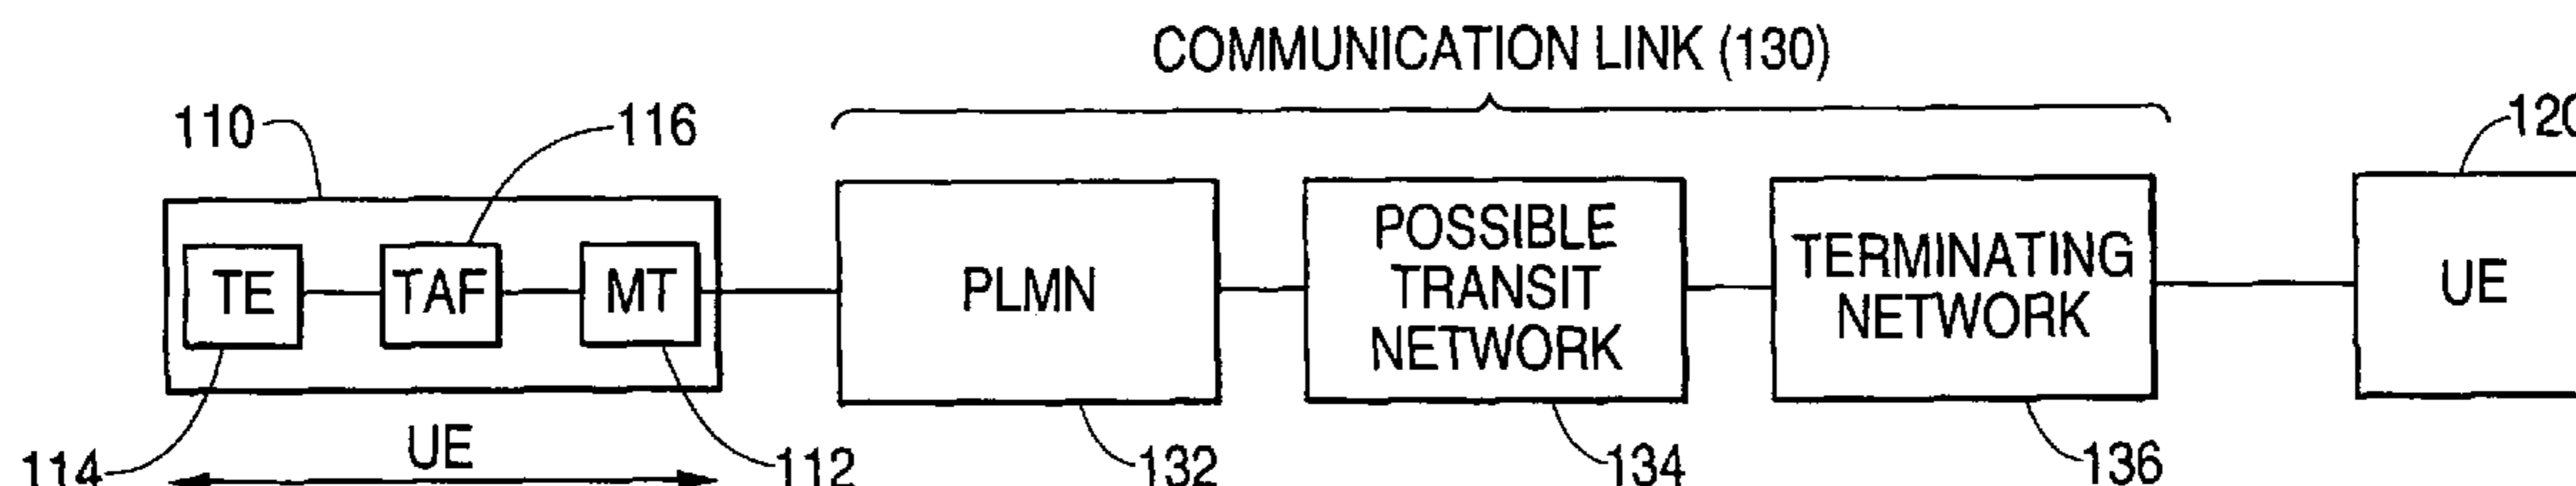 COMMUNICATION LINK (130)
110
116
120
TE
TAF
MT
PLMN
POSSIBLE
TRANSIT
NETWORK
TERMINATING
NETWORK
UE
114
UE
112
132
134
136